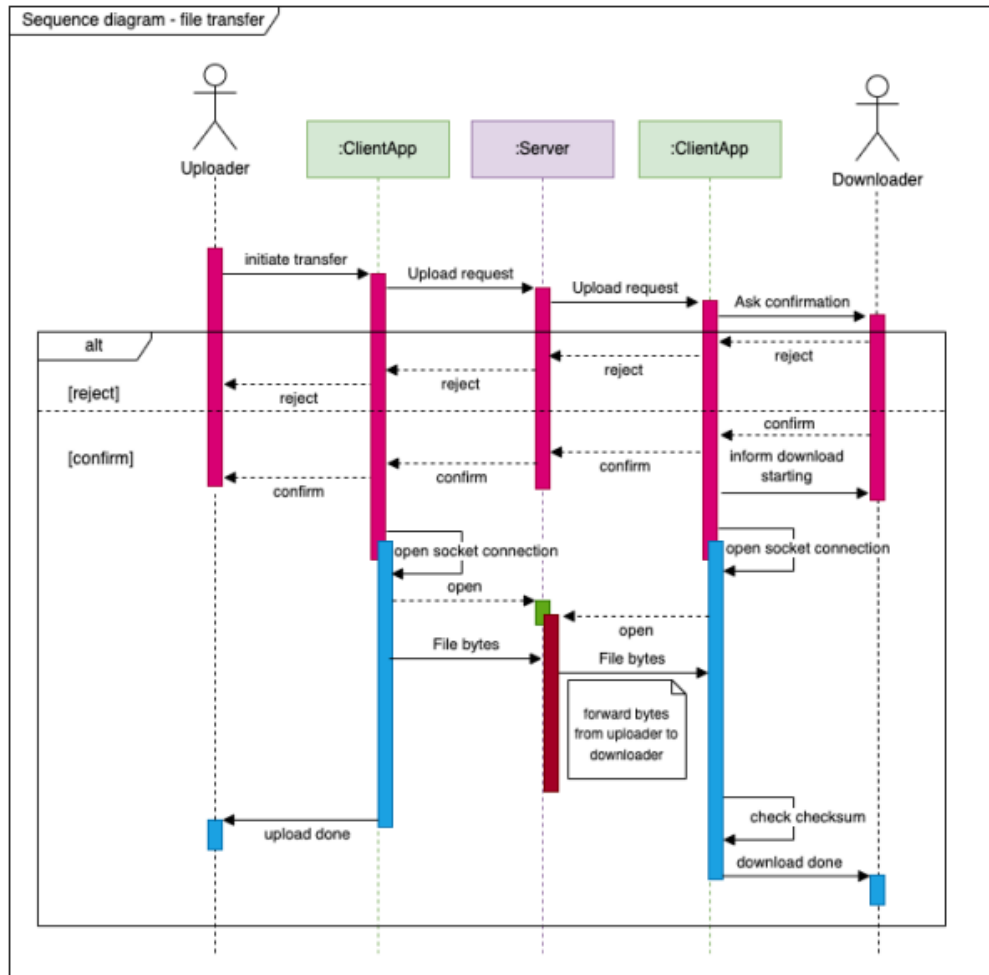 Sequence diagram - file transfer
Uploader
:ClientApp
:Server
:ClientApp
Downloader
initiate transfer
Upload request
Upload request
Ask confirmation
alt
reject
reject
reject
reject
[reject]
confirm
[confirm]
confirm
confirm
confirm
inform download
starting
open socket connection
open socket connection
open
open
File bytes
File bytes
forward bytes
from uploader to
downloader
check checksum
upload done
download done